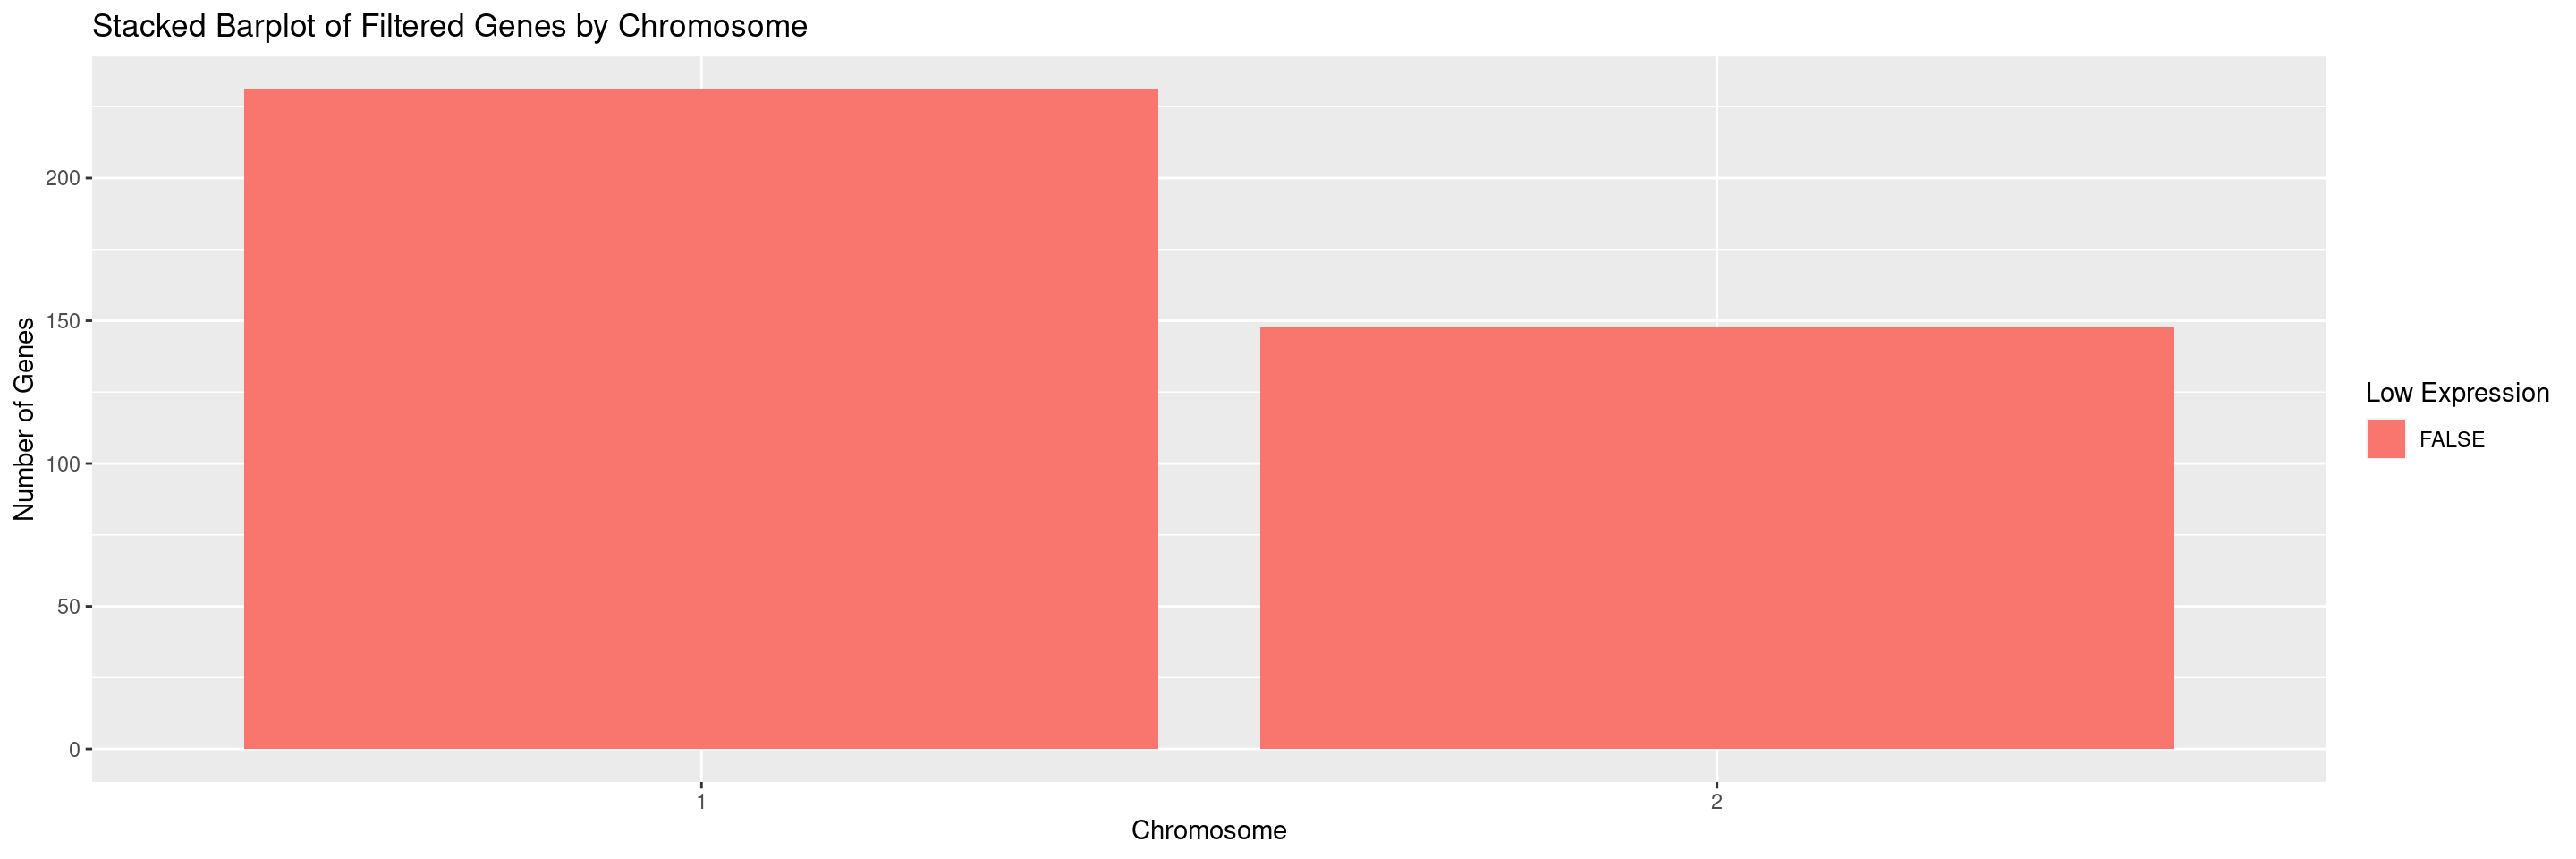 Stacked Barplot of Filtered Genes by Chromosome
Number of Genes
200
150
100
50
0
1
2
Chromosome
Low Expression
FALSE